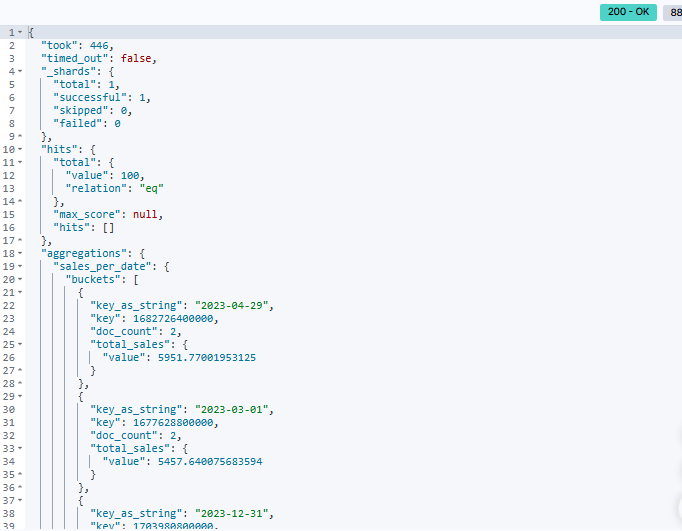 200 - OK
88
1 {
2 "took": 446,
3 "timed_out": false,
4 "_shards": {
5 "total": 1,
6 "successful": 1,
7 "skipped": 0,
8 "failed": 0
9 },
10 "hits": {
11 "total": {
12 "value": 100,
13 "relation": "eq"
14 },
15 "max_score": null,
16 "hits": []
17 },
18 "aggregations": {
19 "sales_per_date": {
20 "buckets": [
21 {
22 "key_as_string": "2023-04-29",
23 "key": 1682726400000,
24 "doc_count": 2,
25 "total_sales": {
26 "value": 5951.77001953125
27 }
28 },
29 {
30 "key_as_string": "2023-03-01",
31 "key": 1677628800000,
32 "doc_count": 2,
33 "total_sales": {
34 "value": 5457.640075683594
35 }
36 },
37 {
38 "key_as_string": "2023-12-31",
39 "key": 1703980800000,